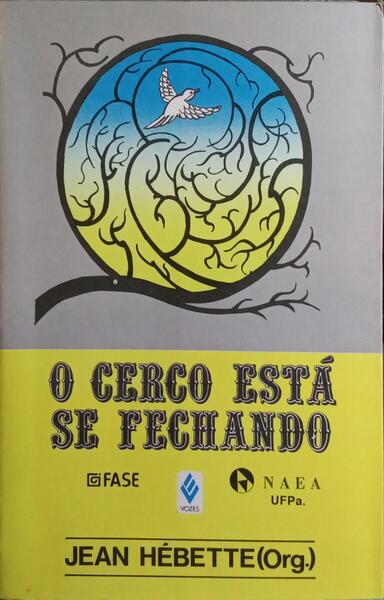 O CERCO ESTÁ
SE FECHANDO
FASE
VOZES
NAEA
UFPa.
JEAN HÉBETTE(Org.)